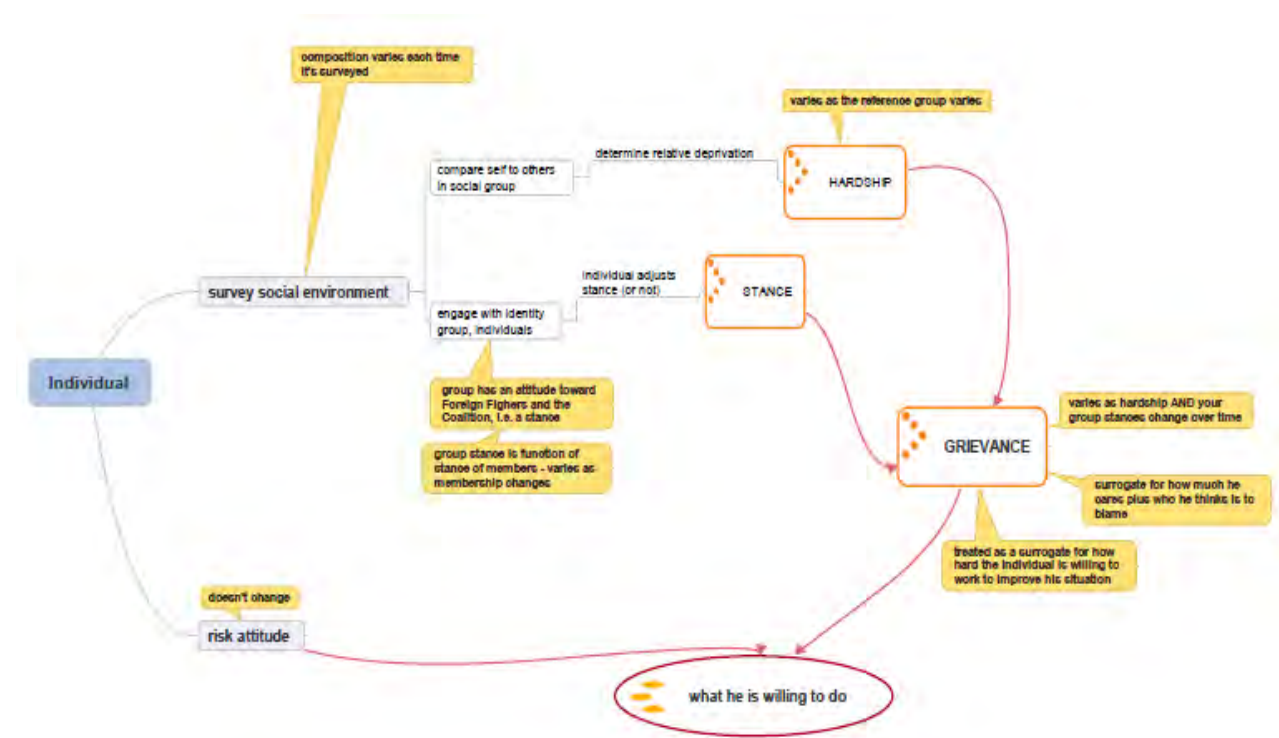 composition varies each time
it's surveyed
varies as the reference group varies
determine relative deprivation
compare self to others
in social group
HARDSHIP
individual adjusts
stance (or not)
STANCE
survey social environment
engage with identity
group, individuals
Individual
group has an attitude toward
Foreign Fighers and the
Coalition, i.e. a stance
group stance is function of
stance of members - varies as
membership changes
varies as hardship AND your
group stances change over time
GRIEVANCE
surrogate for how much he
cares plus who he thinks is to
blame
treated as a surrogate for how
hard the individual is willing to
work to improve his situation
doesn't change
risk attitude
what he is willing to do